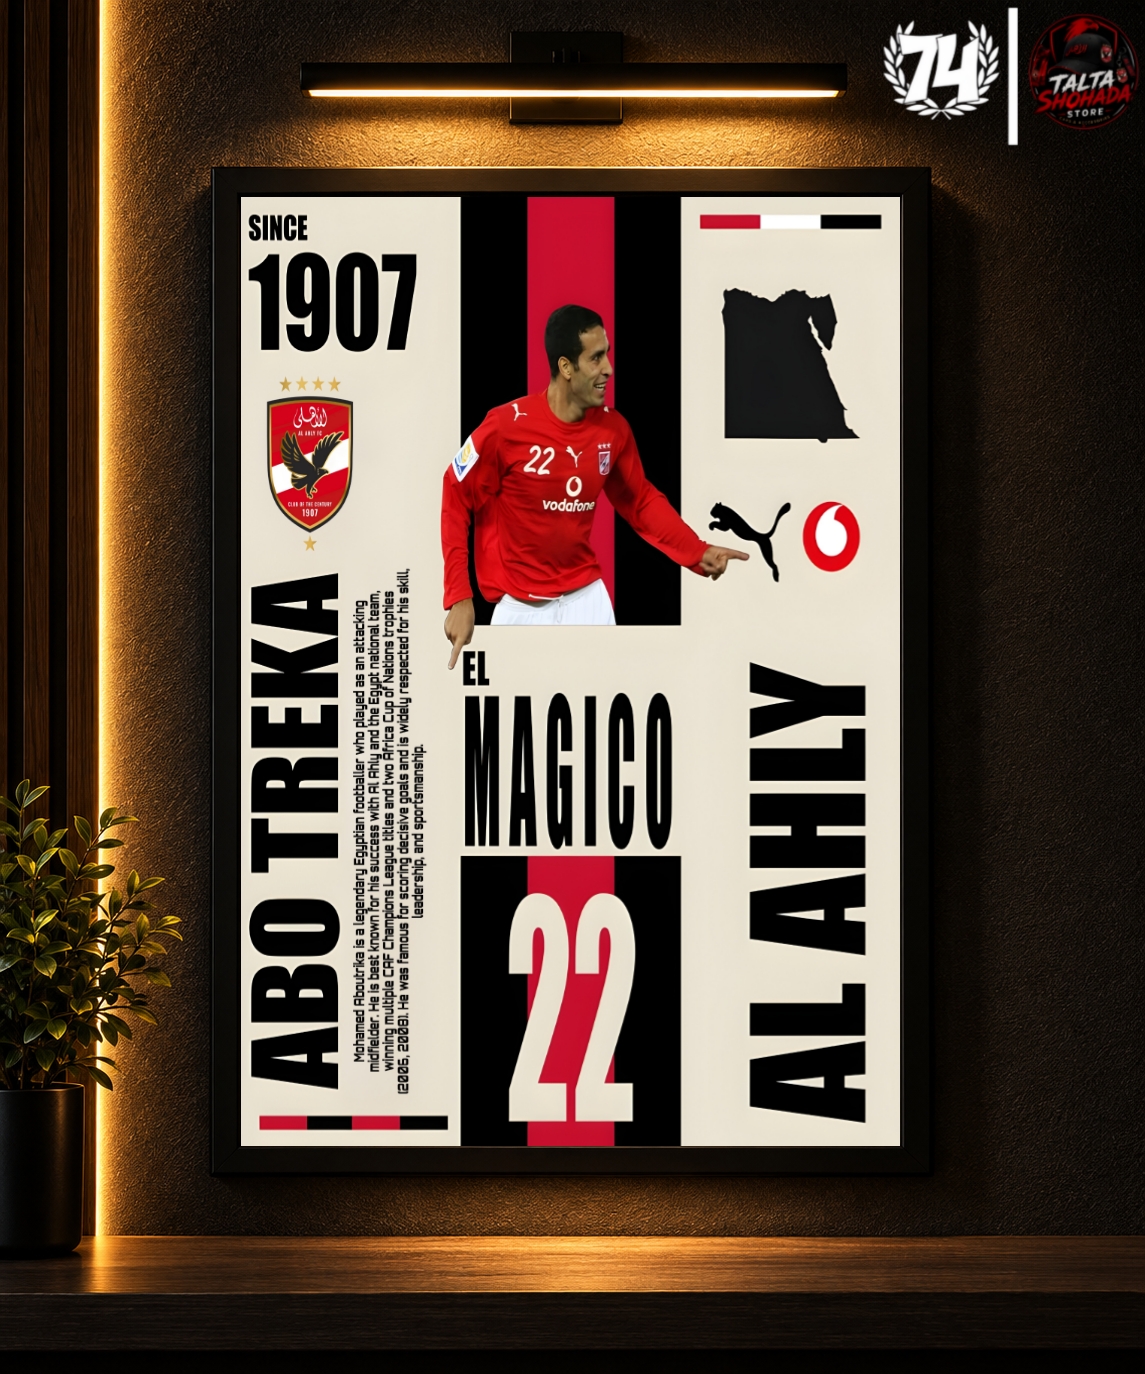 74
TALTA
SHOHADA
STORE
SINCE
1907
الأهلي
AL AHLY FC
CLUB OF THE CENTURY
1907
22
vodafone
ABO TREKA
Mohamed Aboutrika is a legendary Egyptian footballer who played as an attacking
midfielder. He is best known for his success with Al Ahly and the Egypt national team,
winning multiple CAF Champions League titles and two Africa Cup of Nations trophies
(2006, 2008). He was famous for scoring decisive goals and is widely respected for his skill,
leadership, and sportsmanship.
EL
MAGICO
22
AL AHLY